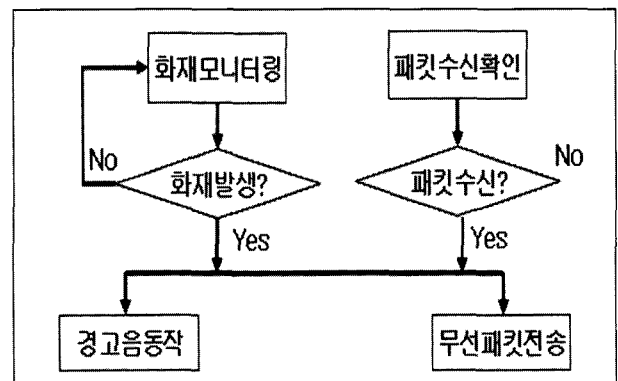 화재모니터링
패킷수신확인
No
화재발생?
패킷수신?
No
Yes
Yes
경고음동작
무선패킷전송